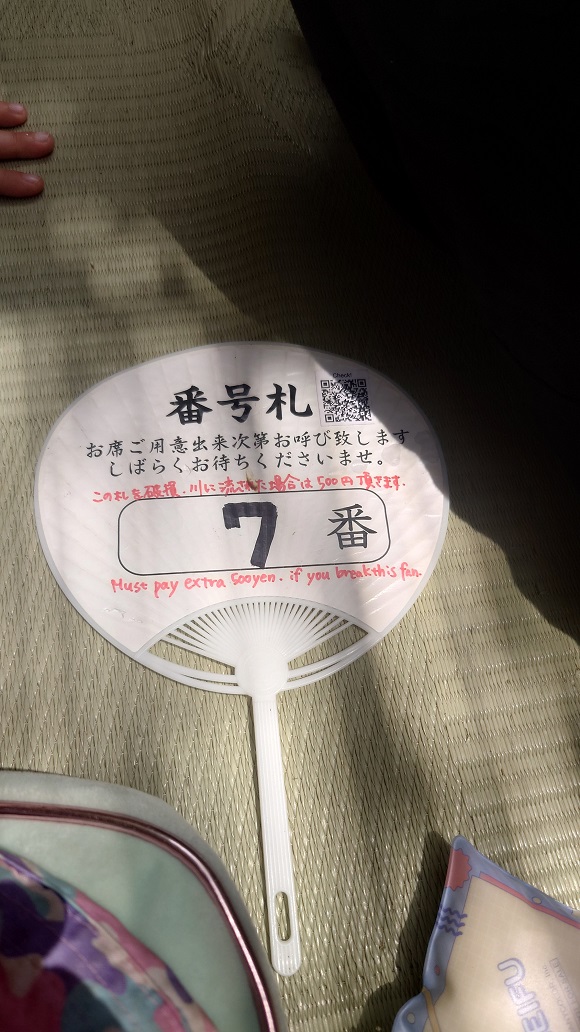 Check!
番号札
お席ご用意出来次第お呼び致します
しばらくお待ちくださいませ。
この札を破損、川に流された場合は500円頂きます。
7番
Must pay extra 500yen. if you break this fan.
EIFU